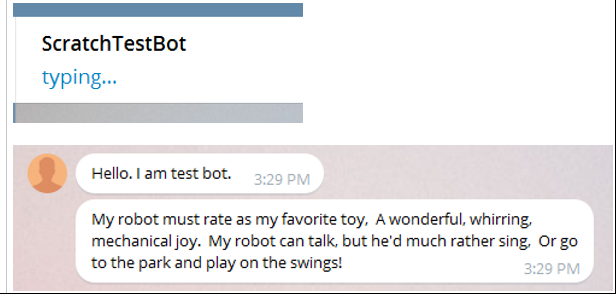 ScratchTestBot
typing...
Hello. I am test bot.
3:29 PM
My robot must rate as my favorite toy,  A wonderful, whirring,
mechanical joy.  My robot can talk, but he'd much rather sing,  Or go
to the park and play on the swings!
3:29 PM